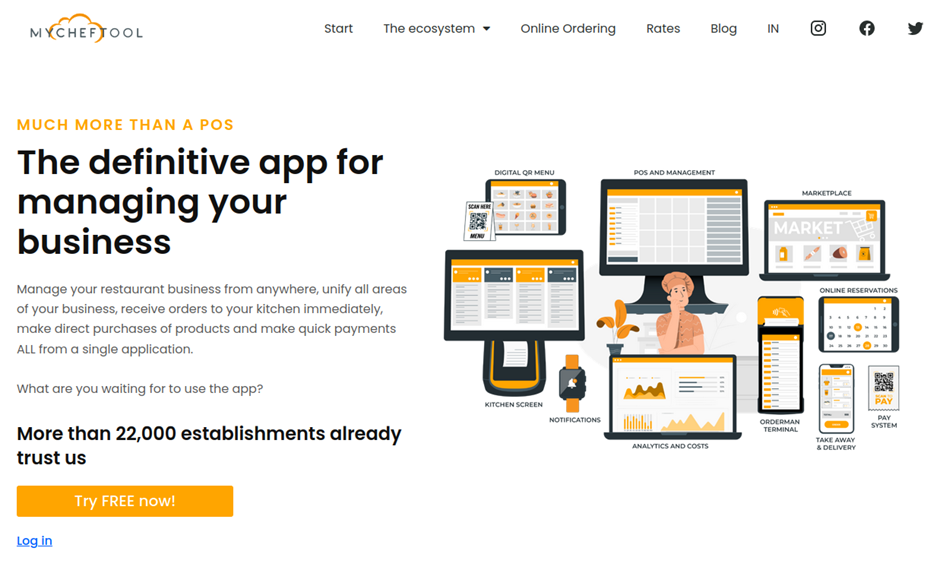 MYCHEFTOOL
Start
The ecosystem
Online Ordering
Rates
Blog
IN
MUCH MORE THAN A POS
The definitive app for
managing your
business
Manage your restaurant business from anywhere, unify all areas
of your business, receive orders to your kitchen immediately,
make direct purchases of products and make quick payments
ALL from a single application.
What are you waiting for to use the app?
More than 22,000 establishments already
trust us
Try FREE now!
Log in
DIGITAL QR MENU
SCAN HERE
MENU
POS AND MANAGEMENT
MARKETPLACE
MARKET
KITCHEN SCREEN
NOTIFICATIONS
ANALYTICS AND COSTS
ORDERMAN
TERMINAL
ONLINE RESERVATIONS
TAKE AWAY
& DELIVERY
PAY
PAY
SYSTEM